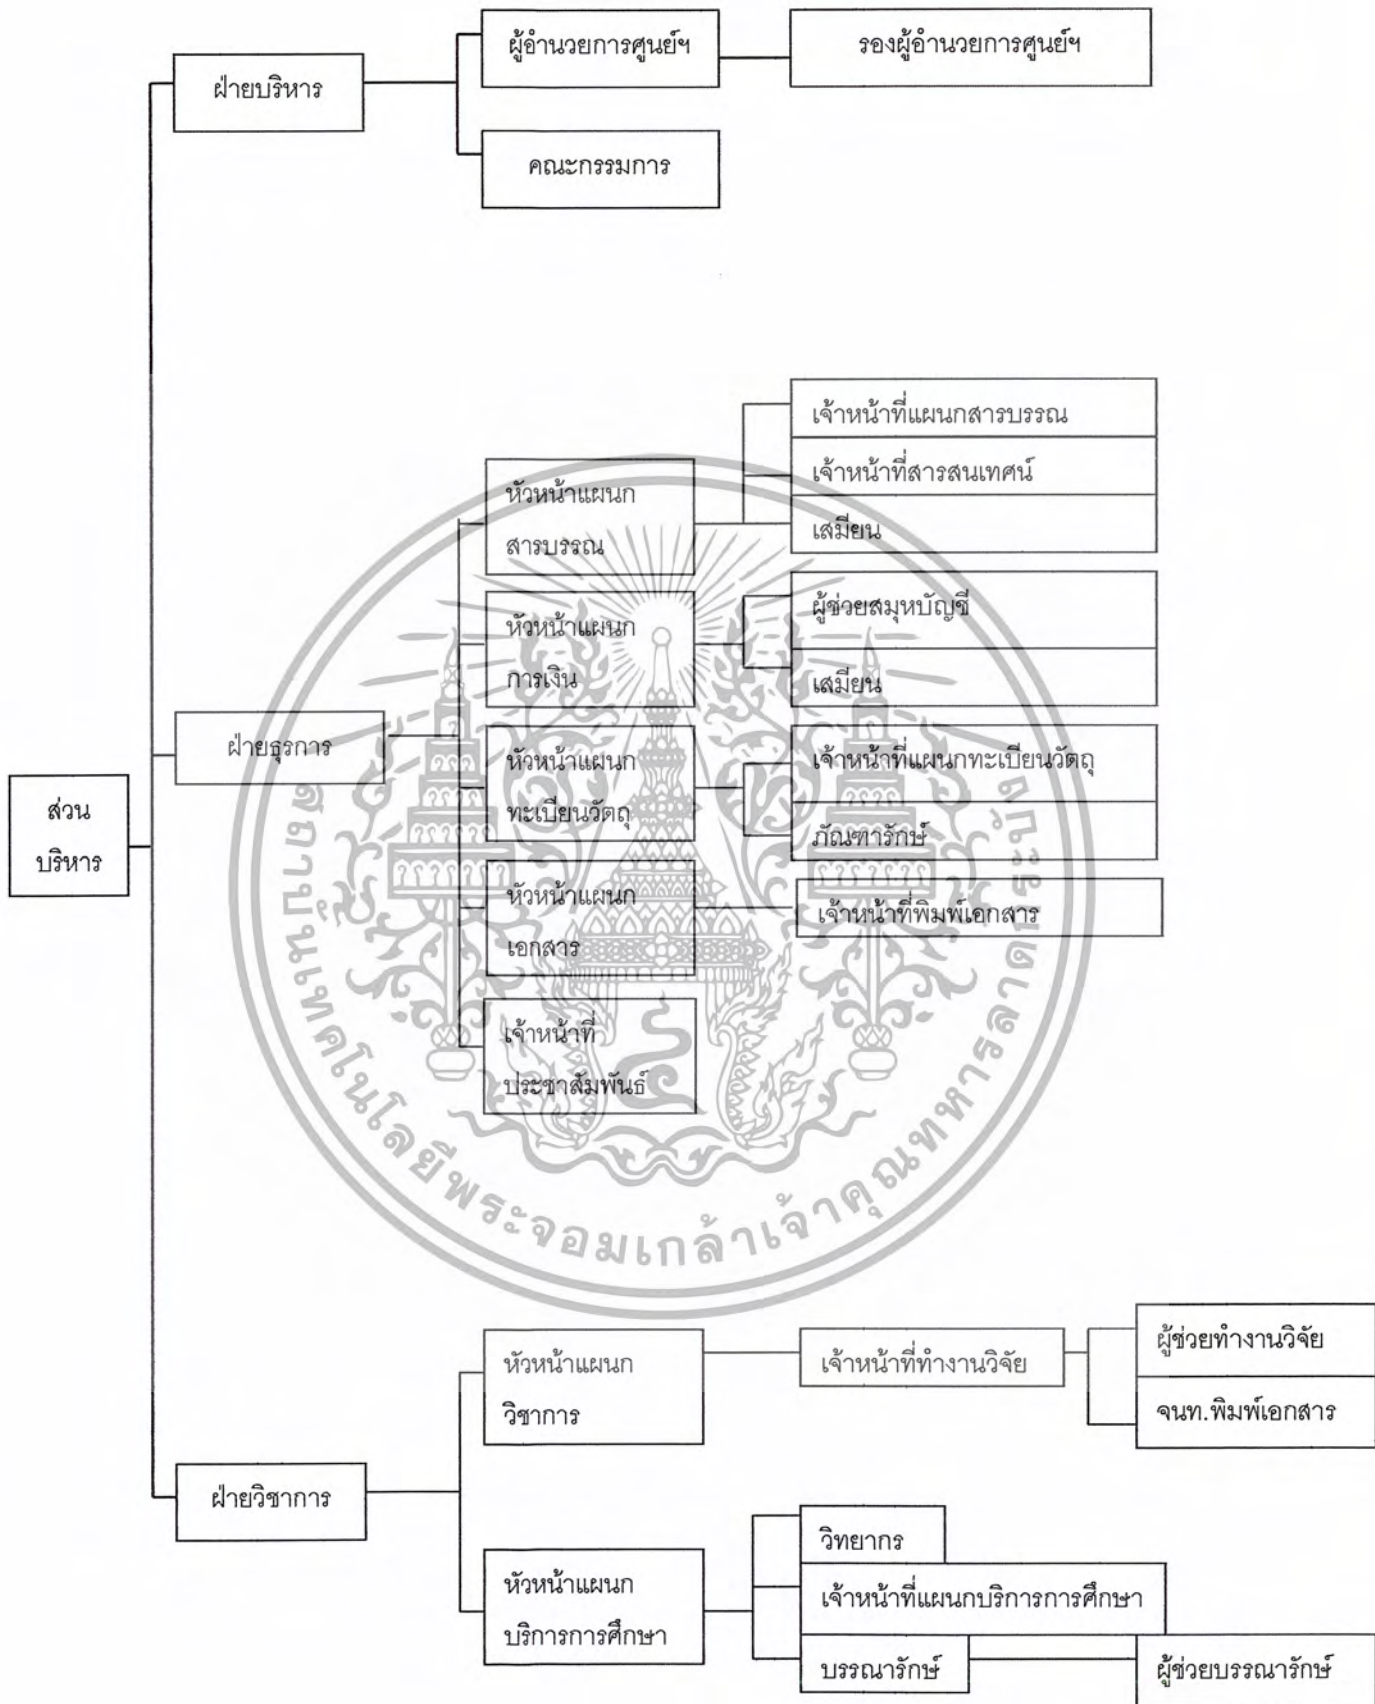 ผู้อำนวยการศูนย์ฯ
รองผู้อำนวยการศูนย์ฯ
ฝ่ายบริหาร
คณะกรรมการ
เจ้าหน้าที่แผนกสารบรรณ
หัวหน้าแผนก
สารบรรณ
เจ้าหน้าที่สารสนเทศน์
เสมียน
หัวหน้าแผนก
การเงิน
ผู้ช่วยสมุหบัญชี
เสมียน
ฝ่ายธุรการ
หัวหน้าแผนก
ทะเบียนวัตถุ
เจ้าหน้าที่แผนกทะเบียนวัตถุ
ภัณฑารักษ์
ส่วน
บริหาร
หัวหน้าแผนก
เอกสาร
เจ้าหน้าที่พิมพ์เอกสาร
เจ้าหน้าที่
ประชาสัมพันธ์
สถาบันเทคโนโลยีพระจอมเกล้าเจ้าคุณทหารลาดกระบัง
หัวหน้าแผนก
วิชาการ
เจ้าหน้าที่ทำงานวิจัย
ผู้ช่วยทำงานวิจัย
จนท.พิมพ์เอกสาร
ฝ่ายวิชาการ
หัวหน้าแผนก
บริการการศึกษา
วิทยากร
เจ้าหน้าที่แผนกบริการการศึกษา
บรรณารักษ์
ผู้ช่วยบรรณารักษ์